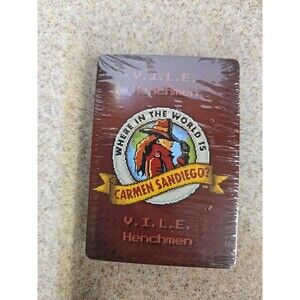 V.I.L.E.
Henchmen
WHERE IN THE WORLD IS
CARMEN SANDIEGO?
V.I.L.E.
Henchmen